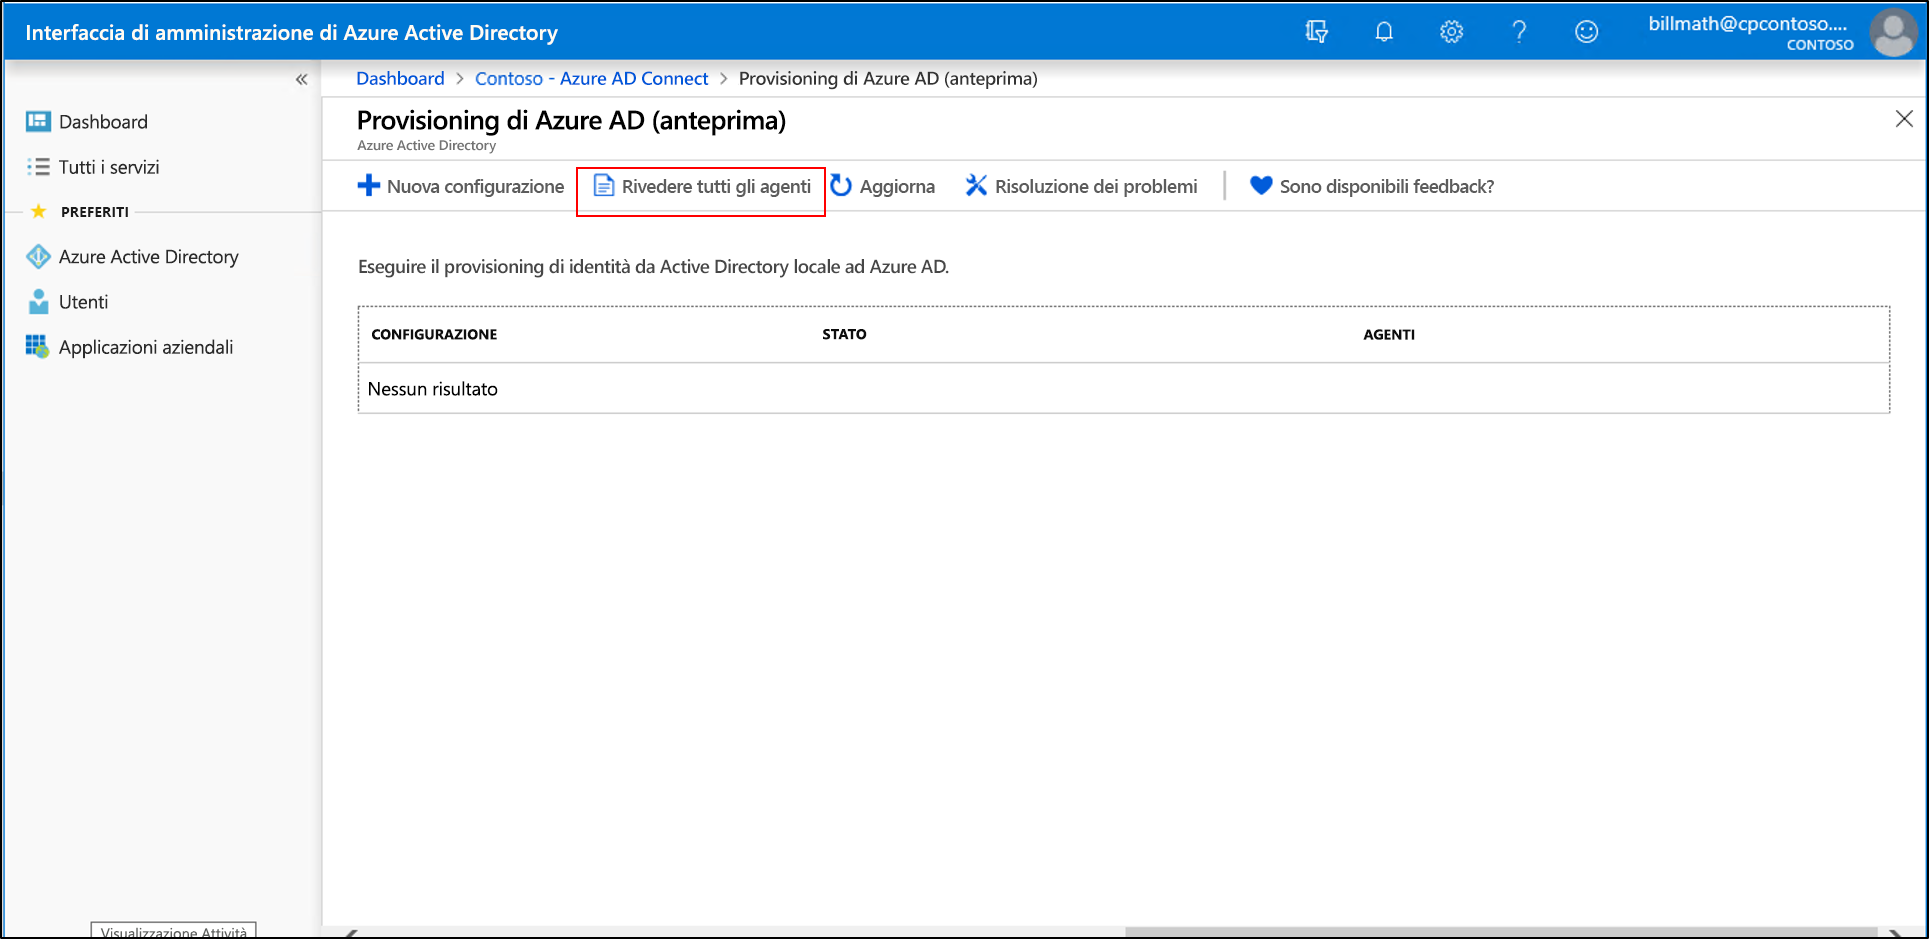 Interfaccia di amministrazione di Azure Active Directory
billmath@cpcontoso....
CONTOSO
«
Dashboard > Contoso - Azure AD Connect > Provisioning di Azure AD (anteprima)
Dashboard
Tutti i servizi
PREFERITI
Azure Active Directory
Utenti
Applicazioni aziendali
Provisioning di Azure AD (anteprima)
Azure Active Directory
Nuova configurazione Rivedere tutti gli agenti Aggiorna Risoluzione dei problemi Sono disponibili feedback?
Eseguire il provisioning di identità da Active Directory locale ad Azure AD.
CONFIGURAZIONE STATO AGENTI
Nessun risultato
Visualizzazione Attività